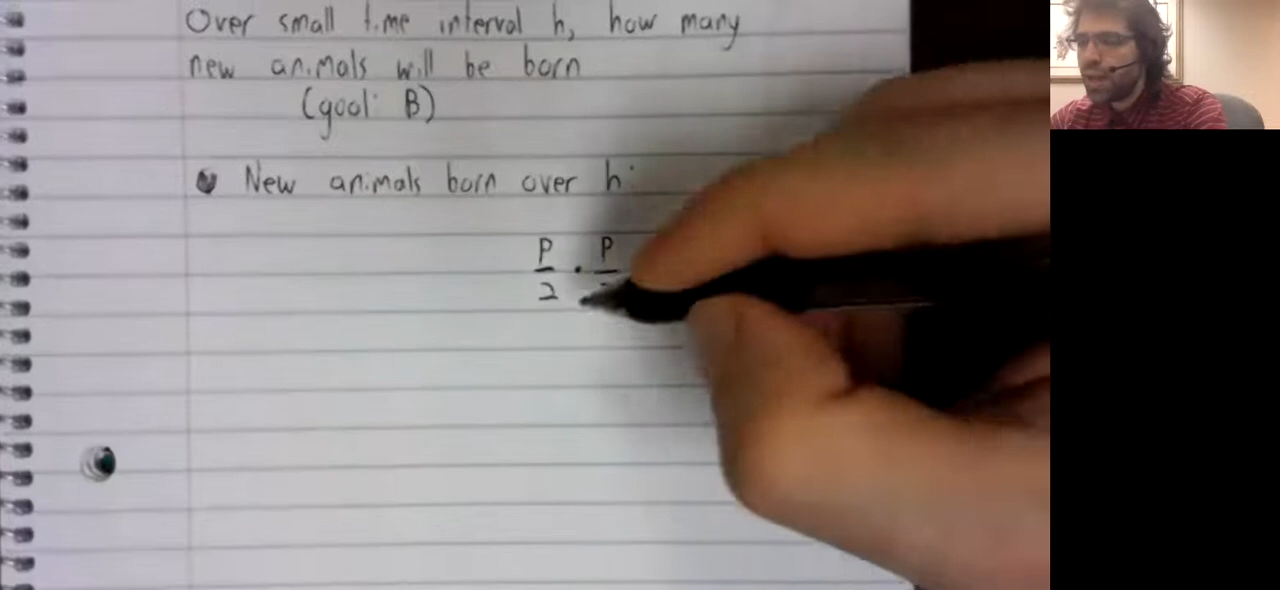 Over small time interval h, how many
new animals will be born
(goal: B)
• New animals born over h:
P/2 · P/